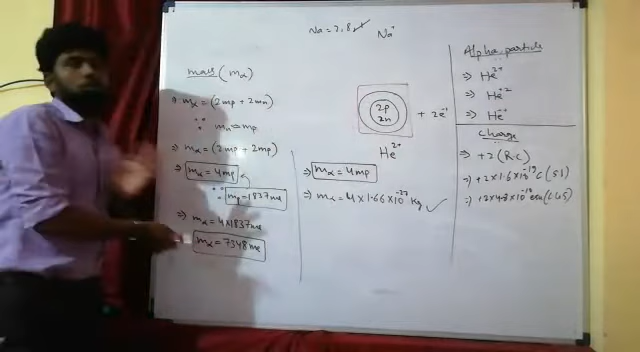 Na = 2.8.1 Na⁺
mass (mα)
⇒ mα = (2mp + 2mn)
∵ mn = mp
⇒ mα = (2mp + 2mp)
⇒ mα = 4mp
∵ mp = 1837me
⇒ mα = 4×1837me
mα = 7348me
2p
2n
+ 2e⁻¹
He²⁺
⇒ mα = 4mp
⇒ mα = 4×1.66×10⁻²⁷ Kg
Alpha particle
⇒ He²⁺
⇒ He⁺²
⇒ He⁺⁺
Charge
⇒ +2 (R.C)
⇒ +2×1.6×10⁻¹⁹ C (SI)
⇒ +2×4.8×10⁻¹⁰ esu (CGS)